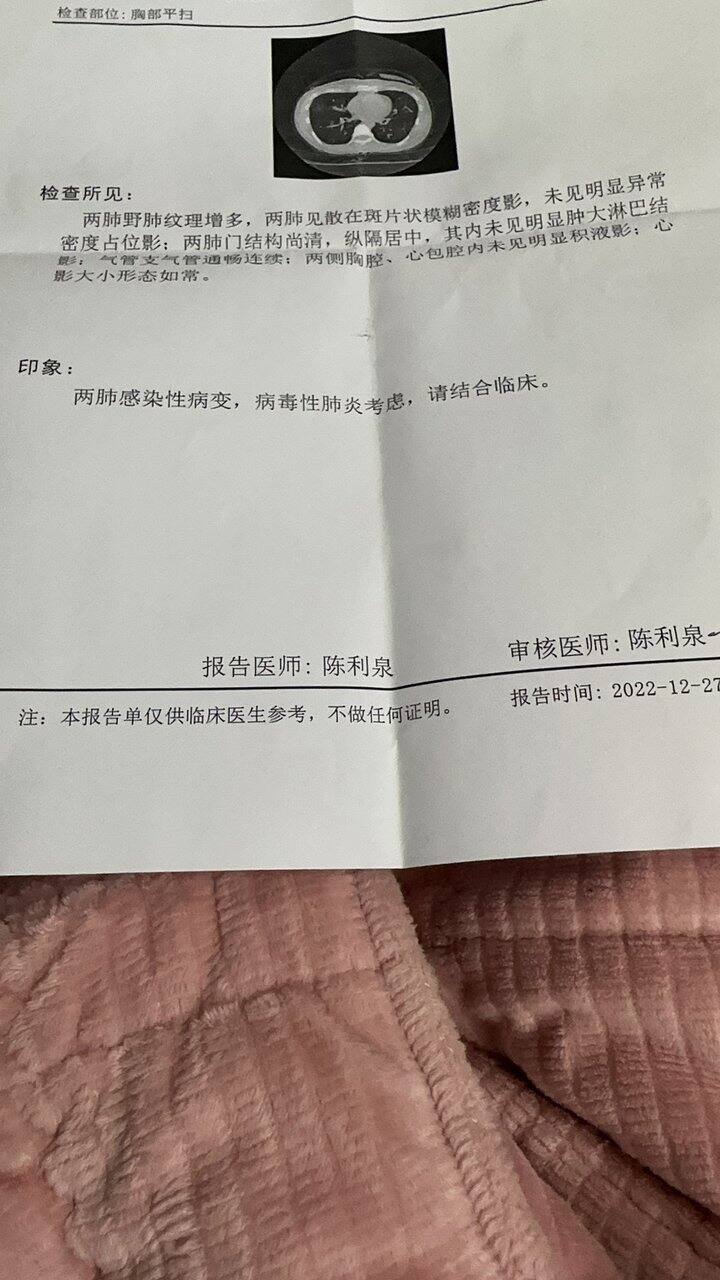 检查部位: 胸部平扫
检查所见:
两肺野肺纹理增多, 两肺见散在斑片状模糊密度影, 未见明显异常
密度占位影; 两肺门结构尚清, 纵隔居中, 其内未见明显肿大淋巴结
影; 气管支气管通畅连续; 两侧胸腔、心包腔内未见明显积液影; 心
影大小形态如常。
印象:
两肺感染性病变, 病毒性肺炎考虑, 请结合临床。
报告医师: 陈利泉
审核医师: 陈利泉
注: 本报告单仅供临床医生参考, 不做任何证明。
报告时间: 2022-12-27